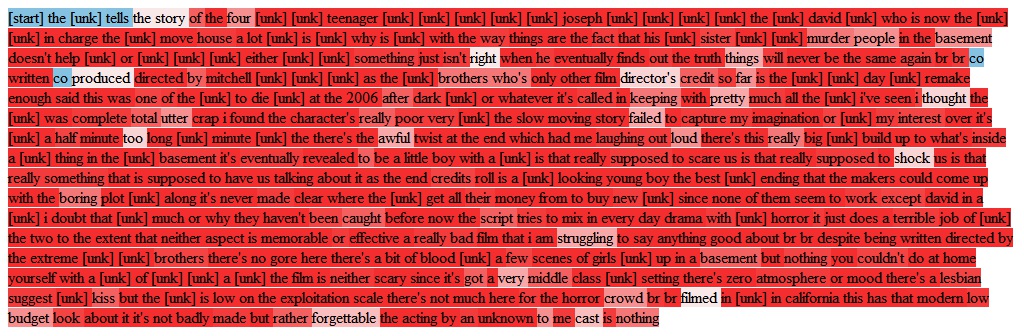 [start] the [unk] tells the story of the four [unk] [unk] teenager [unk] [unk] [unk] [unk] [unk] joseph [unk] [unk] [unk] [unk] the [unk] david [unk] who is now the [unk]
[unk] in charge the [unk] move house a lot [unk] is [unk] why is [unk] with the way things are the fact that his [unk] sister [unk] [unk] murder people in the basement
doesn't help [unk] or [unk] [unk] [unk] either [unk] [unk] something just isn't right when he eventually finds out the truth things will never be the same again br br co
written co produced directed by mitchell [unk] [unk] as the [unk] brothers who's only other film director's credit so far is the [unk] [unk] day [unk] remake
enough said this was one of the [unk] to die [unk] at the 2006 after dark [unk] or whatever it's called in keeping with pretty much all the [unk] i've seen i thought the
[unk] was complete total utter crap i found the character's really poor very [unk] the slow moving story failed to capture my imagination or [unk] my interest over it's
[unk] a half minute too long [unk] minute [unk] the there's the awful twist at the end which had me laughing out loud there's this really big [unk] build up to what's inside
a [unk] thing in the [unk] basement it's eventually revealed to be a little boy with a [unk] is that really supposed to scare us is that really supposed to shock us is that
really something that is supposed to have us talking about it as the end credits roll is a [unk] looking young boy the best [unk] ending that the makers could come up
with the boring plot [unk] along it's never made clear where the [unk] get all their money from to buy new [unk] since none of them seem to work except david in a
[unk] i doubt that [unk] much or why they haven't been caught before now the script tries to mix in every day drama with [unk] horror it just does a terrible job of [unk]
the two to the extent that neither aspect is memorable or effective a really bad film that i am struggling to say anything good about br br despite being written directed by
the extreme [unk] brothers there's no gore here there's a bit of blood [unk] a few scenes of girls [unk] up in a basement but nothing you couldn't do at home
yourself with a [unk] of [unk] [unk] a [unk] the film is neither scary since it's got a very middle class [unk] setting there's zero atmosphere or mood there's a lesbian
suggest [unk] kiss but the [unk] is low on the exploitation scale there's not much here for the horror crowd br br filmed in [unk] in california this has that modern low
budget look about it it's not badly made but rather forgettable the acting by an unknown to me cast is nothing